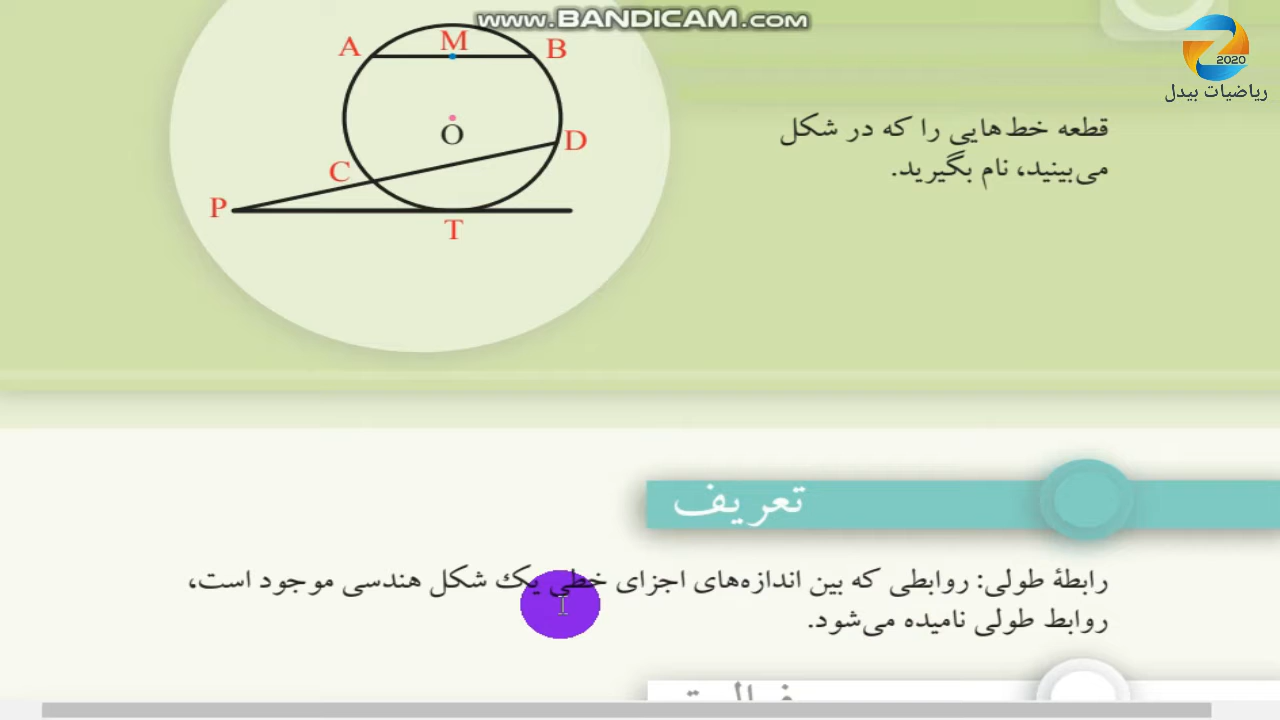 www.BANDICAM.com
2020
ریاضیات بیدل
A
M
B
O
D
C
P
T
قطعه خط‌هایی را که در شکل
می‌بینید، نام بگیرید.
تعریف
رابطهٔ طولی: روابطی که بین اندازه‌های اجزای خطی یک شکل هندسی موجود است،
روابط طولی نامیده می‌شود.